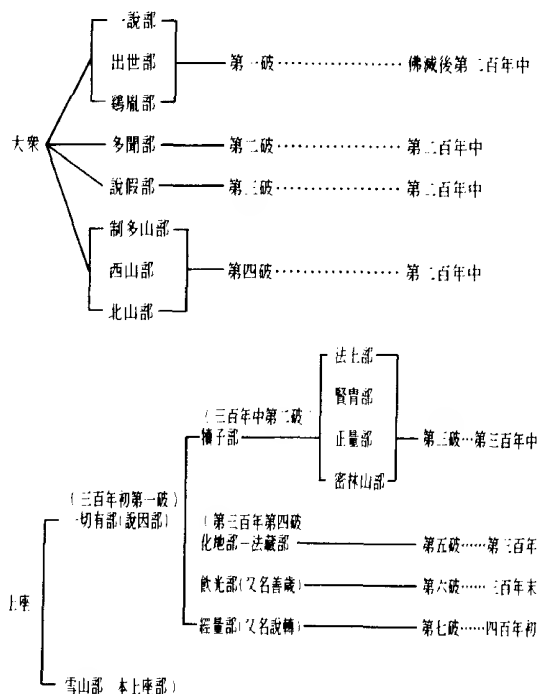 一說部
出世部 第一破 ………… 佛滅後第二百年中
鷄胤部
大衆 多聞部 第二破 ………… 第二百年中
說假部 第三破 ………… 第二百年中
制多山部
西山部 第四破 ………… 第二百年中
北山部
法上部
賢胄部
（三百年中第二破
犢子部 正量部 第三破…第三百年中
密林山部
（三百年初第一破）
一切有部(說因部)
（第三百年第四破
化地部－法藏部 第五破……第三百年
上座 飲光部(又名善歲) 第六破……三百年末
經量部(又名說轉) 第七破……四百年初
雪山部 本上座部）